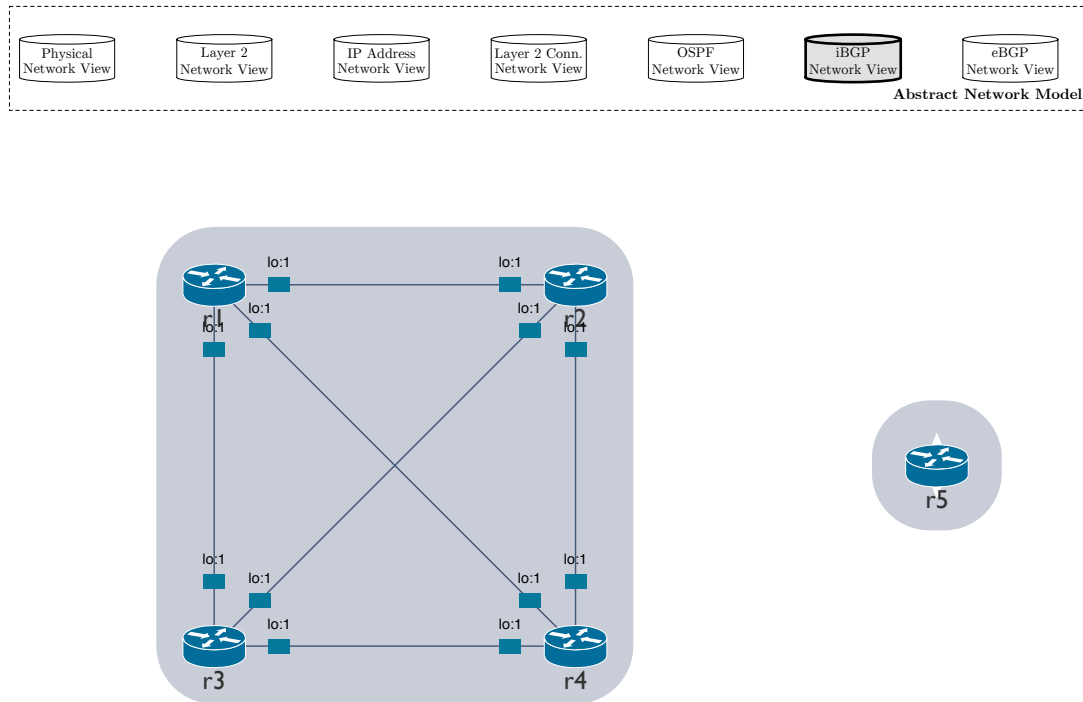 Physical
Network View
Layer 2
Network View
IP Address
Network View
Layer 2 Conn.
Network View
OSPF
Network View
iBGP
Network View
eBGP
Network View
Abstract Network Model
lo:1
lo:1
lo:1
lo:1
r1
r2
lo:1
lo:1
r5
lo:1
lo:1
lo:1
lo:1
lo:1
lo:1
r3
r4